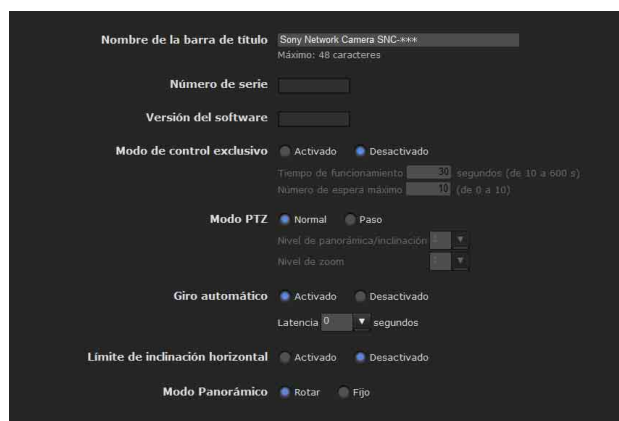 Nombre de la barra de título Sony Network Camera SNC-***
Máximo: 48 caracteres
Número de serie
Versión del software
Modo de control exclusivo Activado Desactivado
Tiempo de funcionamiento 30 segundos (de 10 a 600 s)
Número de espera máximo 10 (de 0 a 10)
Modo PTZ Normal Paso
Nivel de panorámica/inclinación
Nivel de zoom
Giro automático Activado Desactivado
Latencia 0 segundos
Límite de inclinación horizontal Activado Desactivado
Modo Panorámico Rotar Fijo